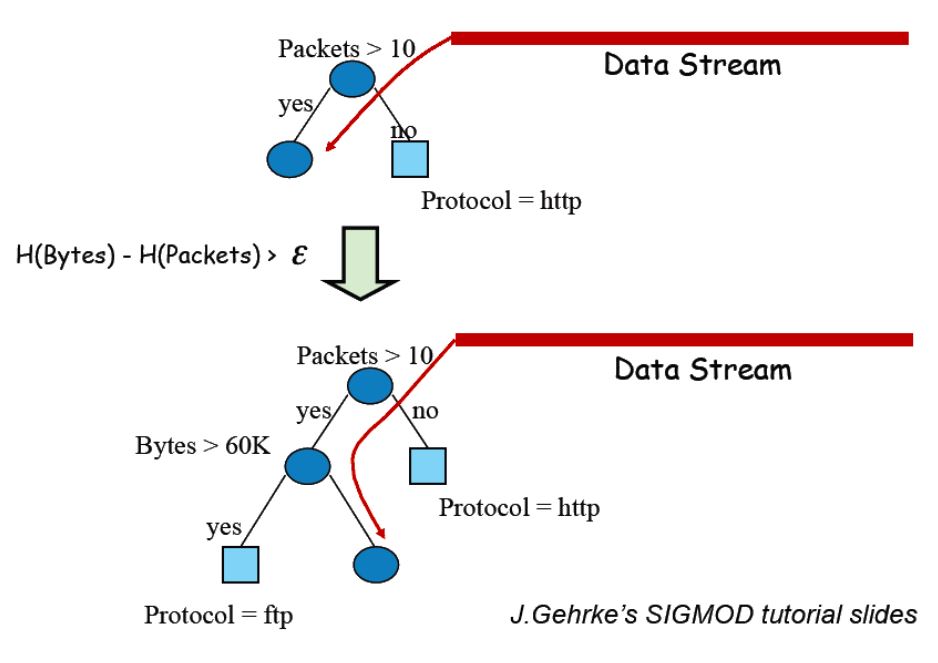 Packets > 10
Data Stream
yes
no
Protocol = http
H(Bytes) - H(Packets) > ε
Packets > 10
Data Stream
yes
no
Bytes > 60K
Protocol = http
yes
Protocol = ftp
J.Gehrke's SIGMOD tutorial slides